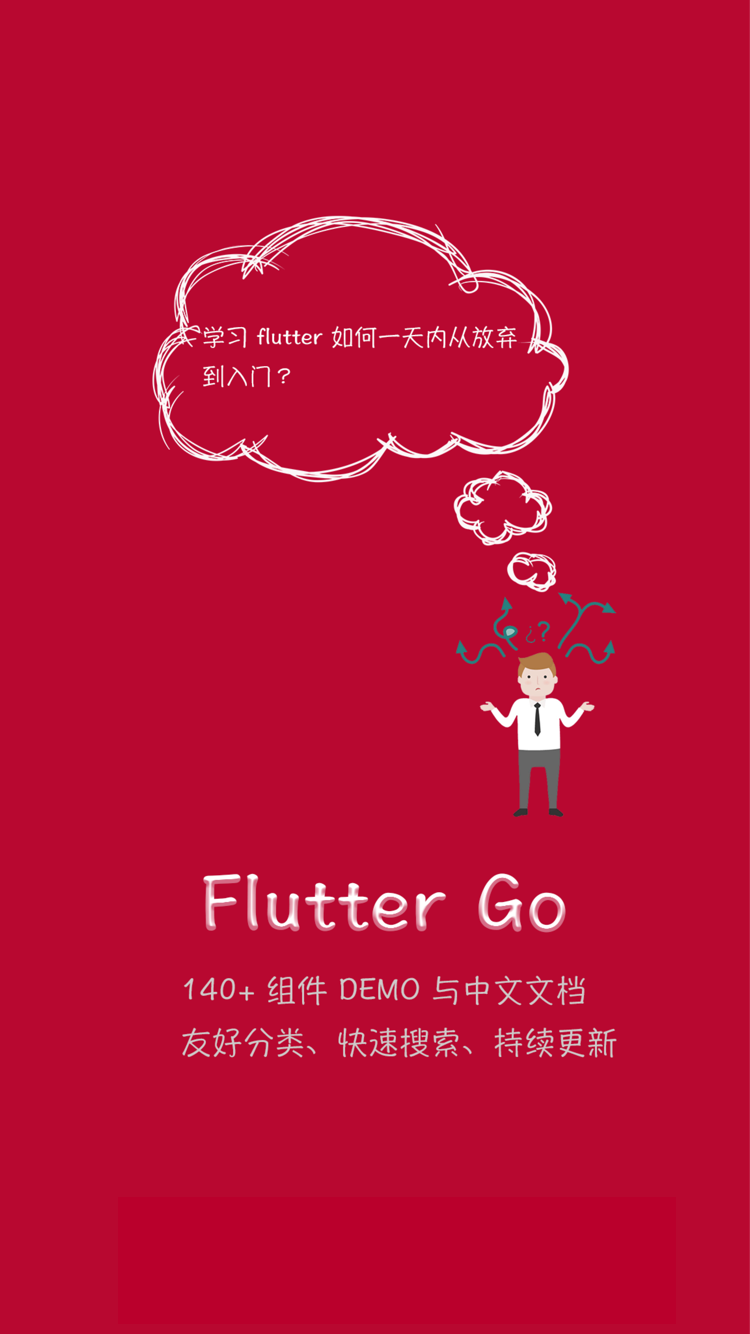 学习 flutter 如何一天内从放弃
到入门？
¿?
Flutter Go
140+ 组件 DEMO 与中文文档
友好分类、快速搜索、持续更新